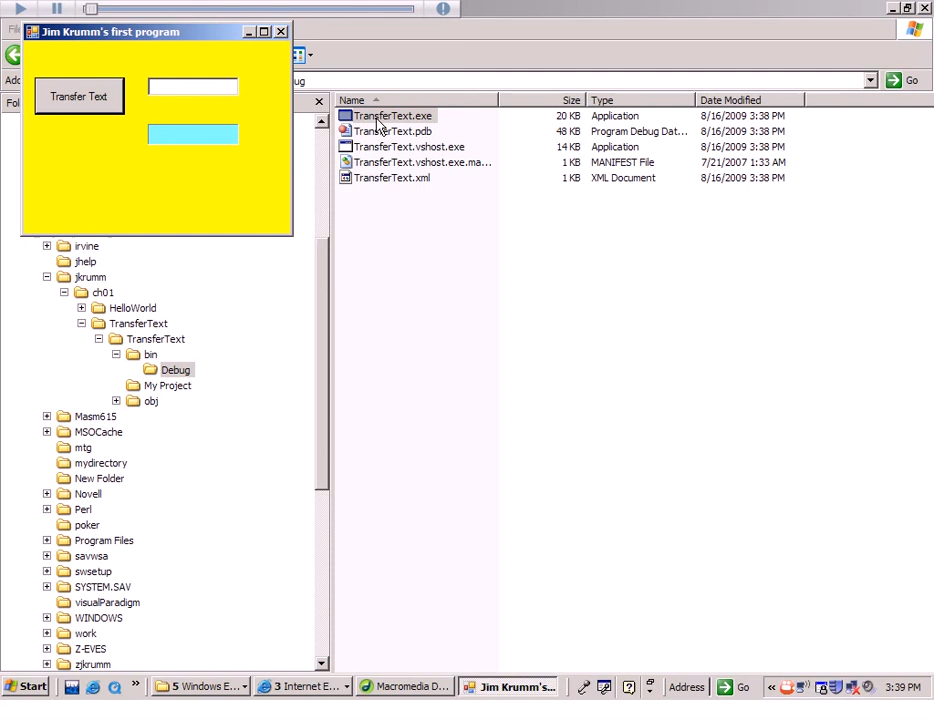 Jim Krumm's first program
Transfer Text
Go
Name
Size
Type
Date Modified
TransferText.exe
20 KB
Application
8/16/2009 3:38 PM
TransferText.pdb
48 KB
Program Debug Dat...
8/16/2009 3:38 PM
TransferText.vshost.exe
14 KB
Application
8/16/2009 3:38 PM
TransferText.vshost.exe.ma...
1 KB
MANIFEST File
7/21/2007 1:33 AM
TransferText.xml
1 KB
XML Document
8/16/2009 3:38 PM
irvine
jhelp
jkrumm
ch01
HelloWorld
TransferText
TransferText
bin
Debug
My Project
obj
Masm615
MSOCache
mtg
mydirectory
New Folder
Novell
Perl
poker
Program Files
savwsa
swsetup
SYSTEM.SAV
visualParadigm
WINDOWS
work
Z-EVES
zjkrumm
Start
5 Windows E...
3 Internet E...
Macromedia D...
Jim Krumm's...
Address
Go
3:39 PM